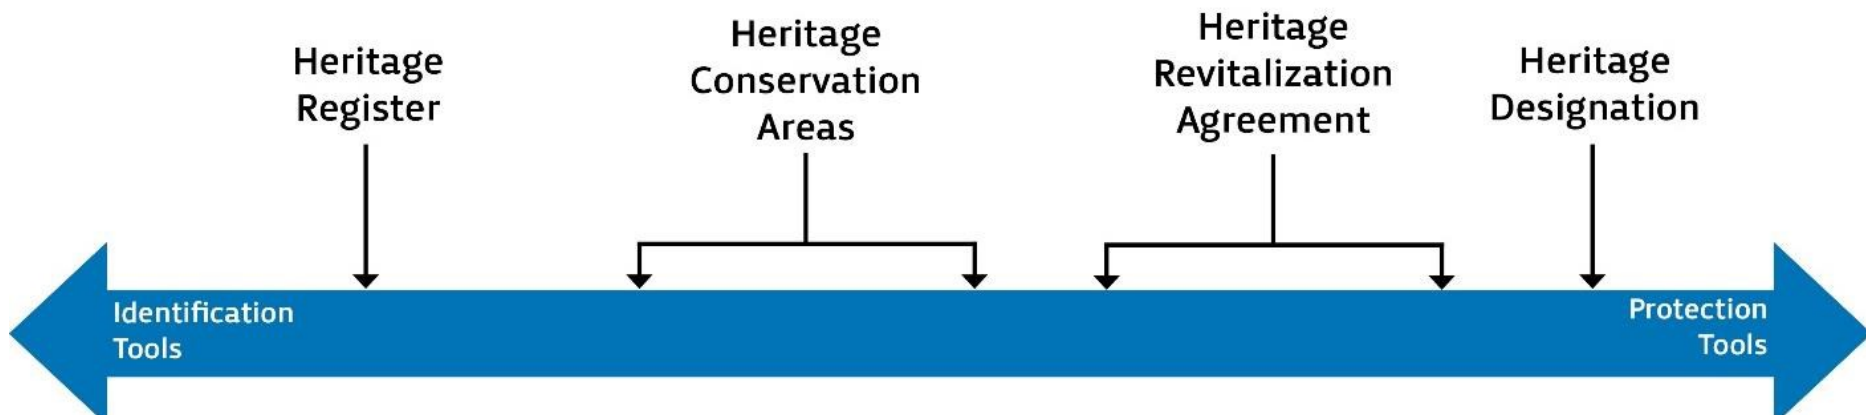 Heritage
Register
Heritage
Conservation
Areas
Heritage
Revitalization
Agreement
Heritage
Designation
Identification
Tools
Protection
Tools